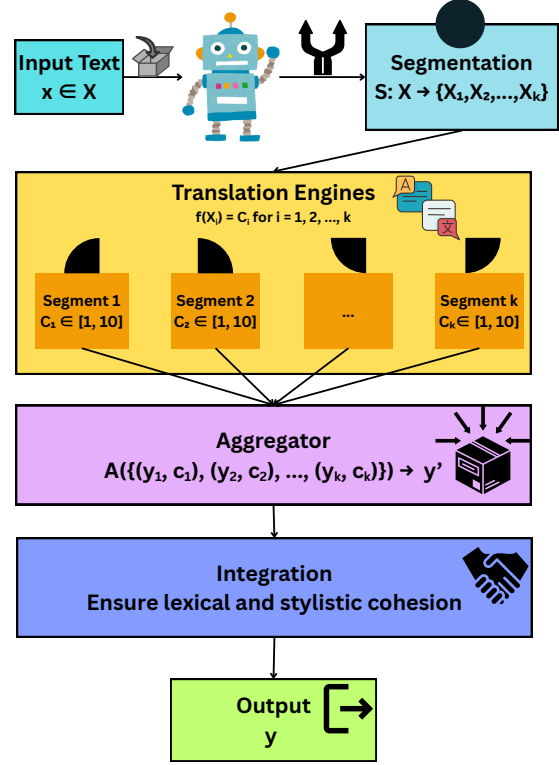 Input Text
x ∈ X
Segmentation
S: X → {X₁,X₂,...,Xₖ}
Translation Engines
f(Xᵢ) = Cᵢ for i = 1, 2, ..., k
A
文
Segment 1
C₁ ∈ [1, 10]
Segment 2
C₂ ∈ [1, 10]
...
Segment k
Cₖ∈ [1, 10]
Aggregator
A({(y₁, c₁), (y₂, c₂), ..., (yₖ, cₖ)}) → y’
Integration
Ensure lexical and stylistic cohesion
Output
y